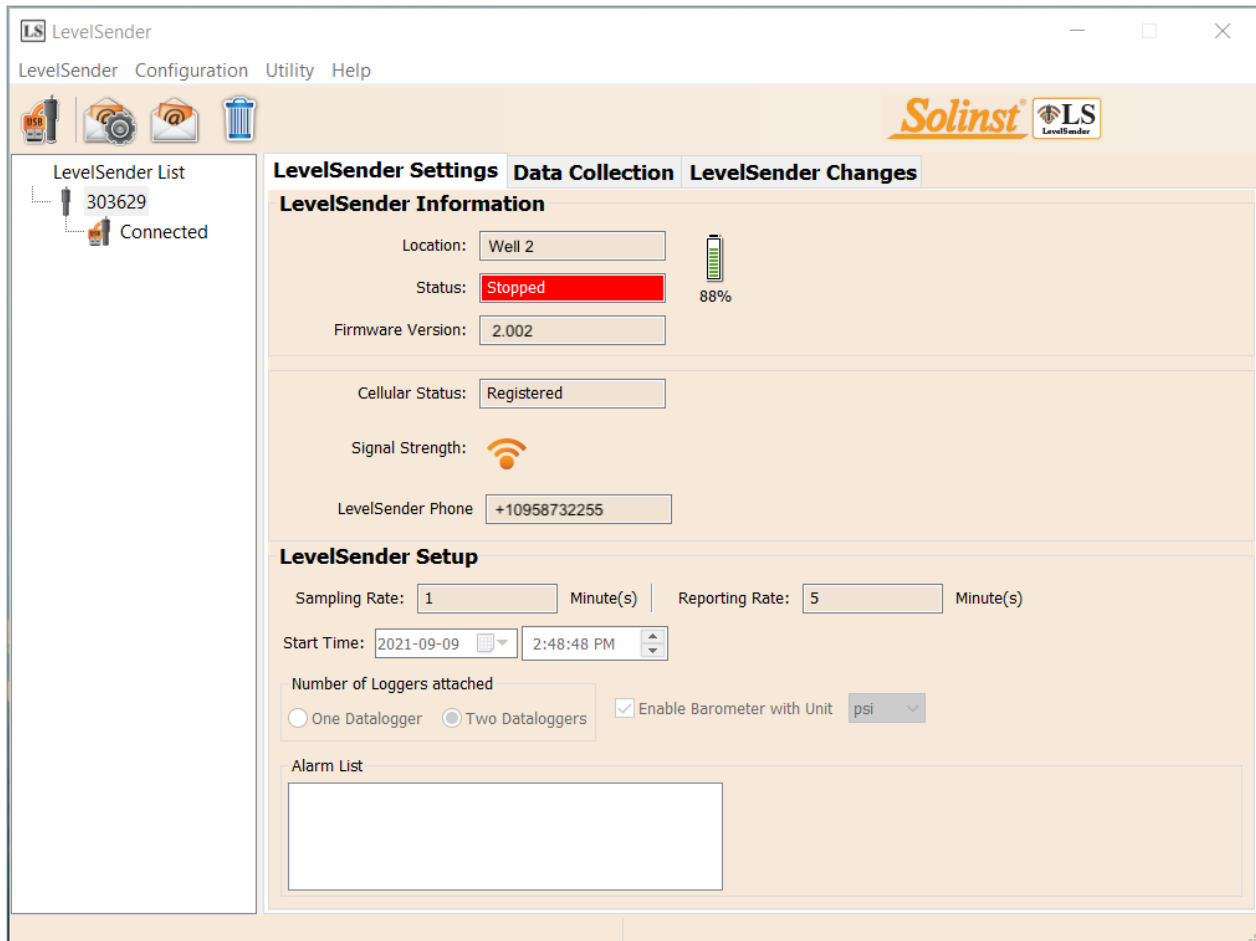 LS LevelSender
LevelSender Configuration Utility Help
USB @ @ Solinst® LS
LevelSender
LevelSender List
303629
Connected
LevelSender Settings Data Collection LevelSender Changes
LevelSender Information
Location: Well 2
Status: Stopped
88%
Firmware Version: 2.002
Cellular Status: Registered
Signal Strength:
LevelSender Phone +10958732255
LevelSender Setup
Sampling Rate: 1 Minute(s) Reporting Rate: 5 Minute(s)
Start Time: 2021-09-09 2:48:48 PM
Number of Loggers attached
One Datalogger Two Dataloggers Enable Barometer with Unit psi
Alarm List